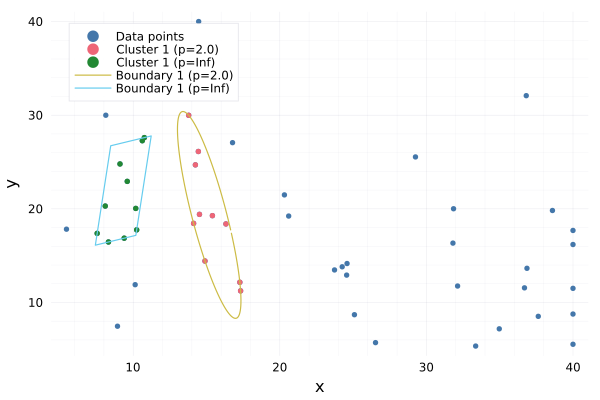 40
30
20
10
10
20
30
40
x
y
Data points
Cluster 1 (p=2.0)
Cluster 1 (p=Inf)
Boundary 1 (p=2.0)
Boundary 1 (p=Inf)